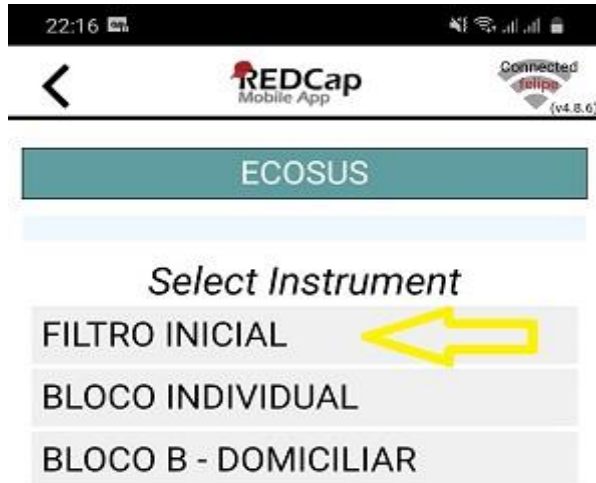 22:16
REDCap
Mobile App
Connected
felipe
(v4.8.6)
ECOSUS
Select Instrument
FILTRO INICIAL
BLOCO INDIVIDUAL
BLOCO B - DOMICILIAR